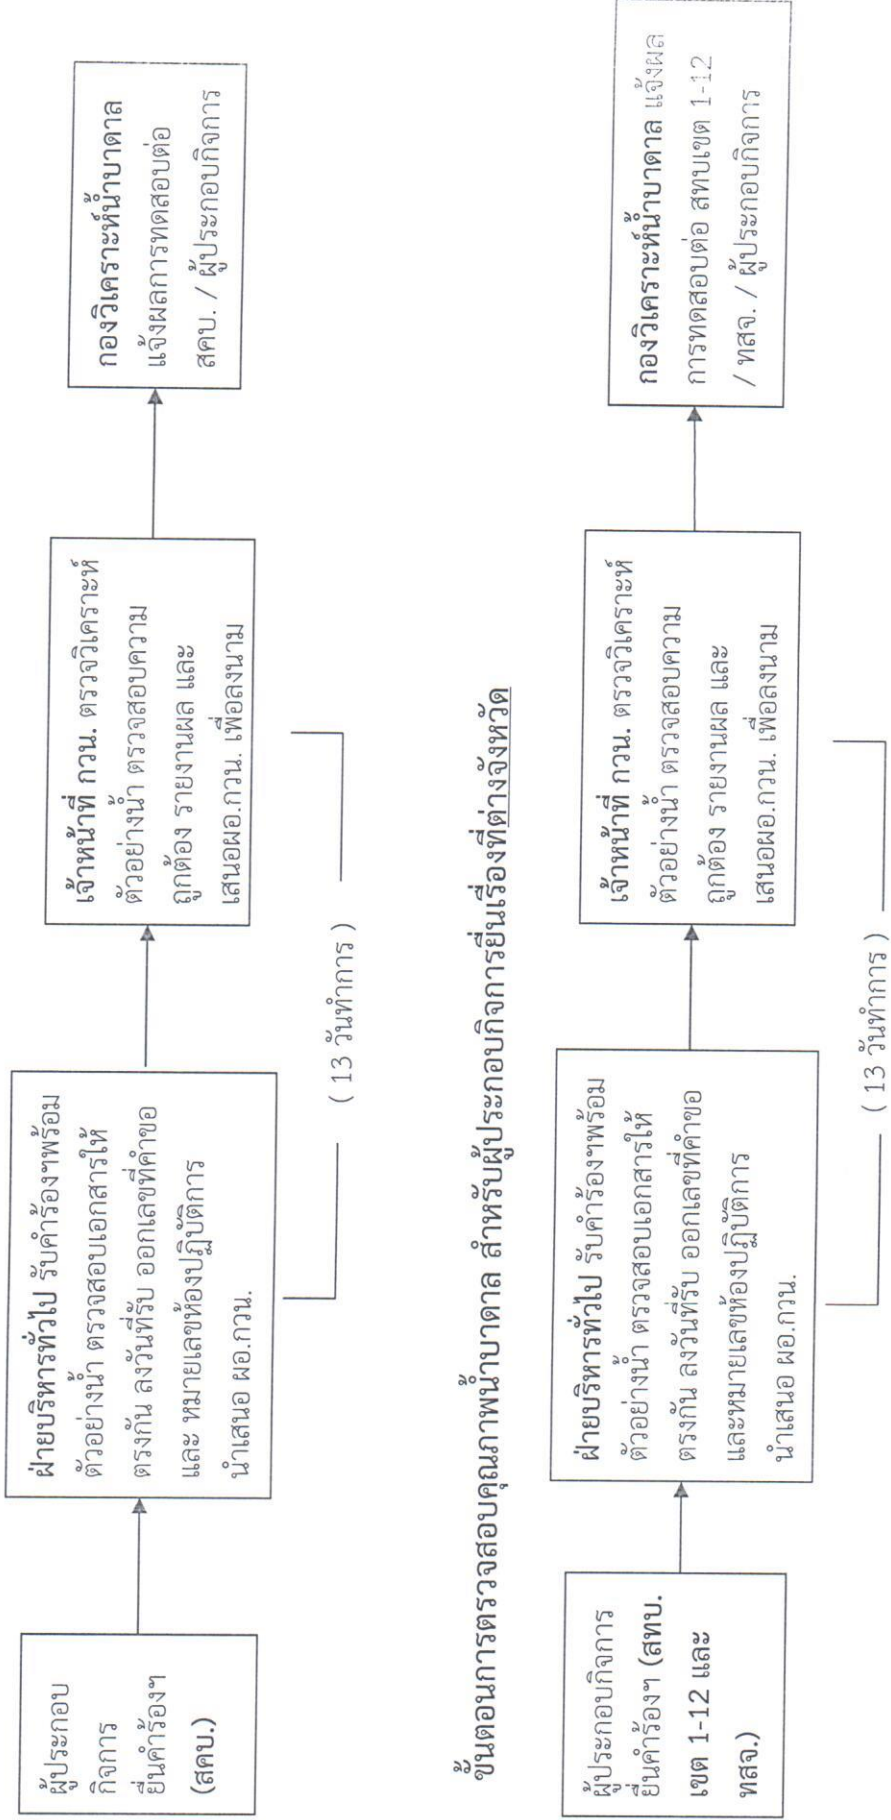 ผู้ประกอบ
กิจการ
ยื่นคำร้องฯ
(สคบ.)
ฝ่ายบริหารทั่วไป รับคำร้องฯพร้อม
ตัวอย่างน้ำ ตรวจสอบเอกสารให้
ตรงกัน ลงวันที่รับ ออกเลขที่คำขอ
และ หมายเลขห้องปฏิบัติการ
นำเสนอ ผอ.กวน.
เจ้าหน้าที่ กวน. ตรวจวิเคราะห์
ตัวอย่างน้ำ ตรวจสอบความ
ถูกต้อง รายงานผล และ
เสนอผอ.กวน. เพื่อลงนาม
กองวิเคราะห์น้ำบาดาล
แจ้งผลการทดสอบต่อ
สคบ. / ผู้ประกอบกิจการ
( 13 วันทำการ )
ขั้นตอนการตรวจสอบคุณภาพน้ำบาดาล สำหรับผู้ประกอบกิจการยื่นเรื่องที่ต่างจังหวัด
ผู้ประกอบกิจการ
ยื่นคำร้องฯ (สทบ.
เขต 1-12 และ
ทสจ.)
ฝ่ายบริหารทั่วไป รับคำร้องฯพร้อม
ตัวอย่างน้ำ ตรวจสอบเอกสารให้
ตรงกัน ลงวันที่รับ ออกเลขที่คำขอ
และหมายเลขห้องปฏิบัติการ
นำเสนอ ผอ.กวน.
เจ้าหน้าที่ กวน. ตรวจวิเคราะห์
ตัวอย่างน้ำ ตรวจสอบความ
ถูกต้อง รายงานผล และ
เสนอผอ.กวน. เพื่อลงนาม
กองวิเคราะห์น้ำบาดาล แจ้งผล
การทดสอบต่อ สทบเขต 1-12
/ ทสจ. / ผู้ประกอบกิจการ
( 13 วันทำการ )